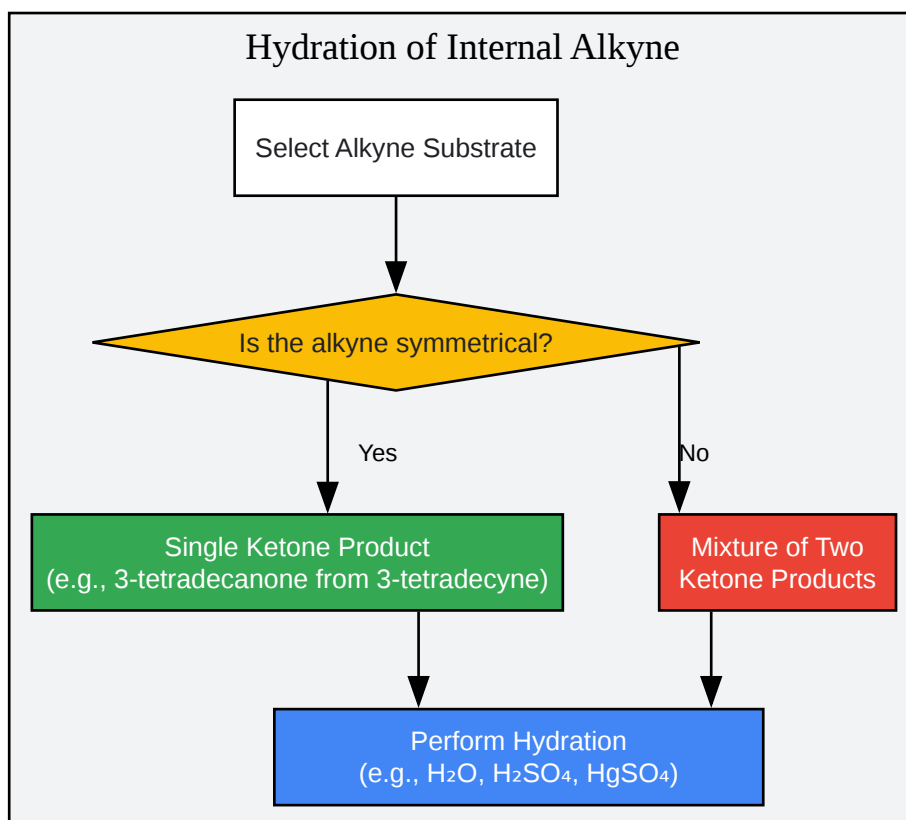 Hydration of Internal Alkyne
Select Alkyne Substrate
Is the alkyne symmetrical?
Yes
No
Single Ketone Product
(e.g., 3-tetradecanone from 3-tetradecyne)
Mixture of Two
Ketone Products
Perform Hydration
(e.g., H₂O, H₂SO₄, HgSO₄)